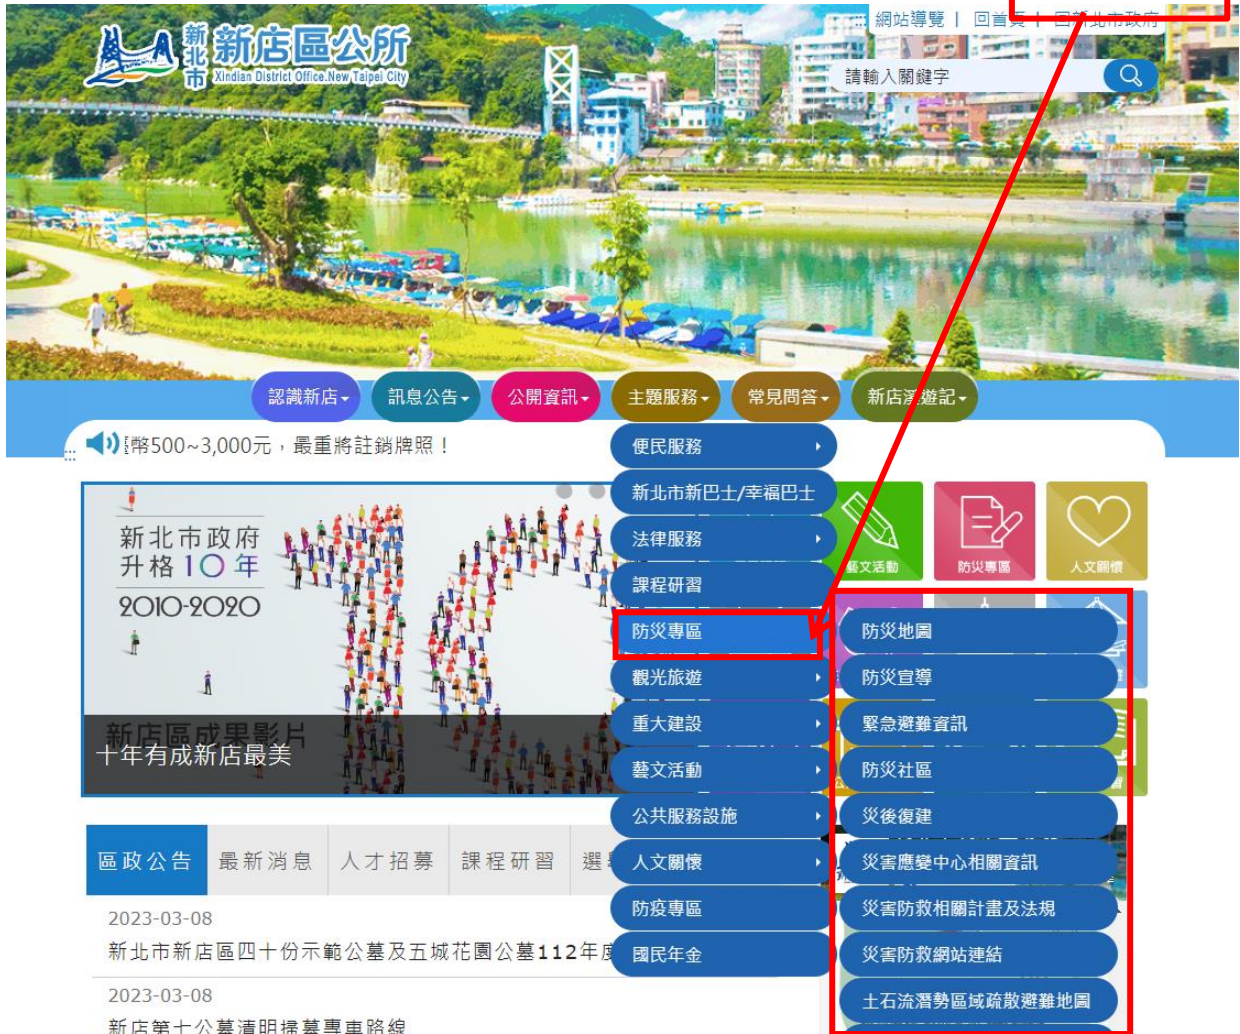 網站導覽 | 回首頁 | 回新北市政府
新北市
新店區公所
Xindian District Office.New Taipei City
請輸入關鍵字
認識新店
訊息公告
公開資訊
主題服務
常見問答
新店溪遊記
幣500~3,000元，最重將註銷牌照！
便民服務
新北市新巴士/幸福巴士
法律服務
課程研習
防災專區
觀光旅遊
重大建設
藝文活動
公共服務設施
人文關懷
防疫專區
國民年金
防災地圖
防災宣導
緊急避難資訊
防災社區
災後復建
災害應變中心相關資訊
災害防救相關計畫及法規
災害防救網站連結
土石流潛勢區域疏散避難地圖
新北市政府
升格10年
2010-2020
新店區成果影片
十年有成新店最美
藝文活動
防災專區
人文關懷
區政公告
最新消息
人才招募
課程研習
選
2023-03-08
新北市新店區四十份示範公墓及五城花園公墓112年度
2023-03-08
新店第十公墓清明掃墓專車路線